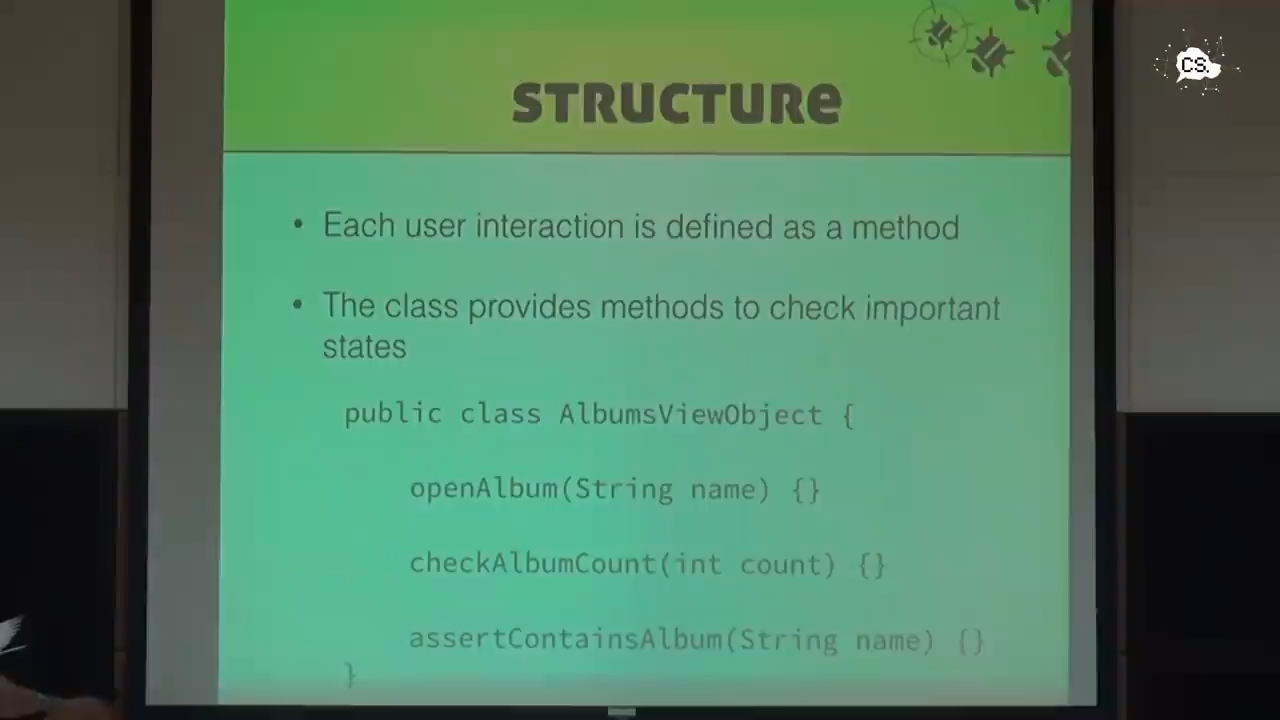 CS.
STRUCTURe
• Each user interaction is defined as a method
• The class provides methods to check important
states
public class AlbumsViewObject {
openAlbum(String name) {}
checkAlbumCount(int count) {}
assertContainsAlbum(String name) {}
}